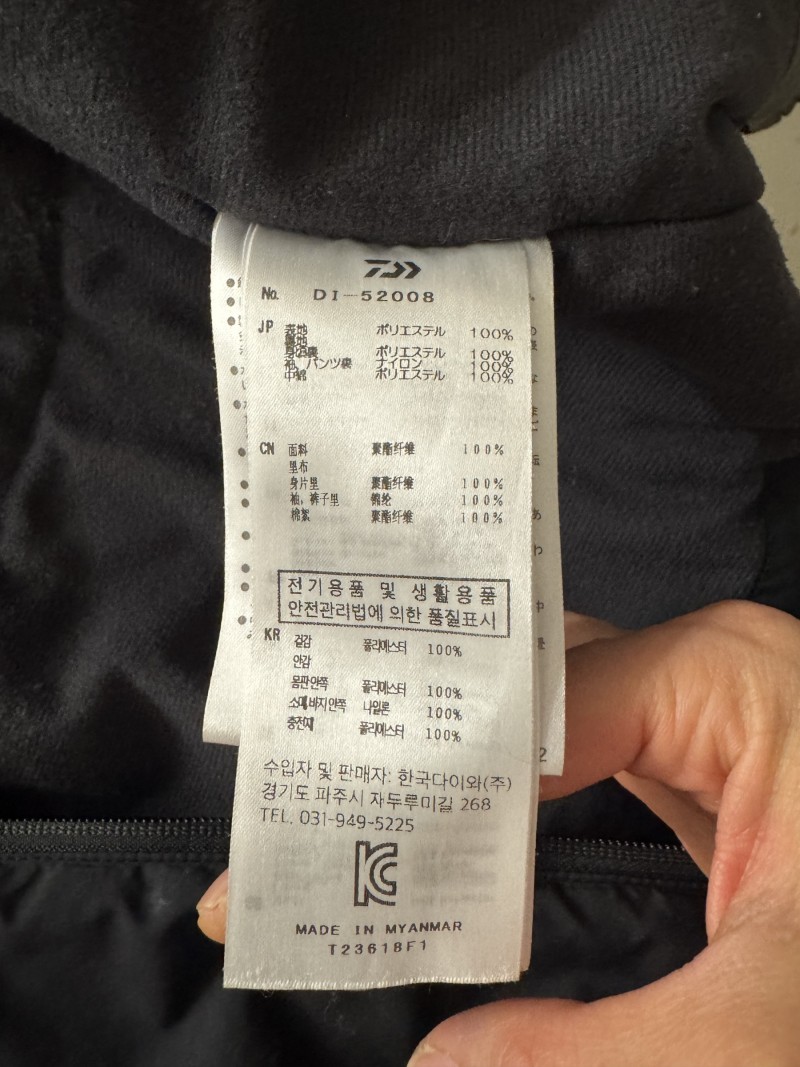 No. DI-52008
JP 表地 ポリエステル 100%
裏地
身頃裏 ポリエステル 100%
袖、パンツ裏 ナイロン 100%
中綿 ポリエステル 100%
CN 面料 聚酯纤维 100%
里布
身片里 聚酯纤维 100%
袖，裤子里 锦纶 100%
棉絮 聚酯纤维 100%
전기용품 및 생활용품
안전관리법에 의한 품질표시
KR 겉감 폴리에스터 100%
안감
몸판안쪽 폴리에스터 100%
소매,바지안쪽 나일론 100%
충전재 폴리에스터 100%
수입자 및 판매자: 한국다이와(주)
경기도 파주시 재두루미길 268
TEL. 031-949-5225
MADE IN MYANMAR
T23618F1
2